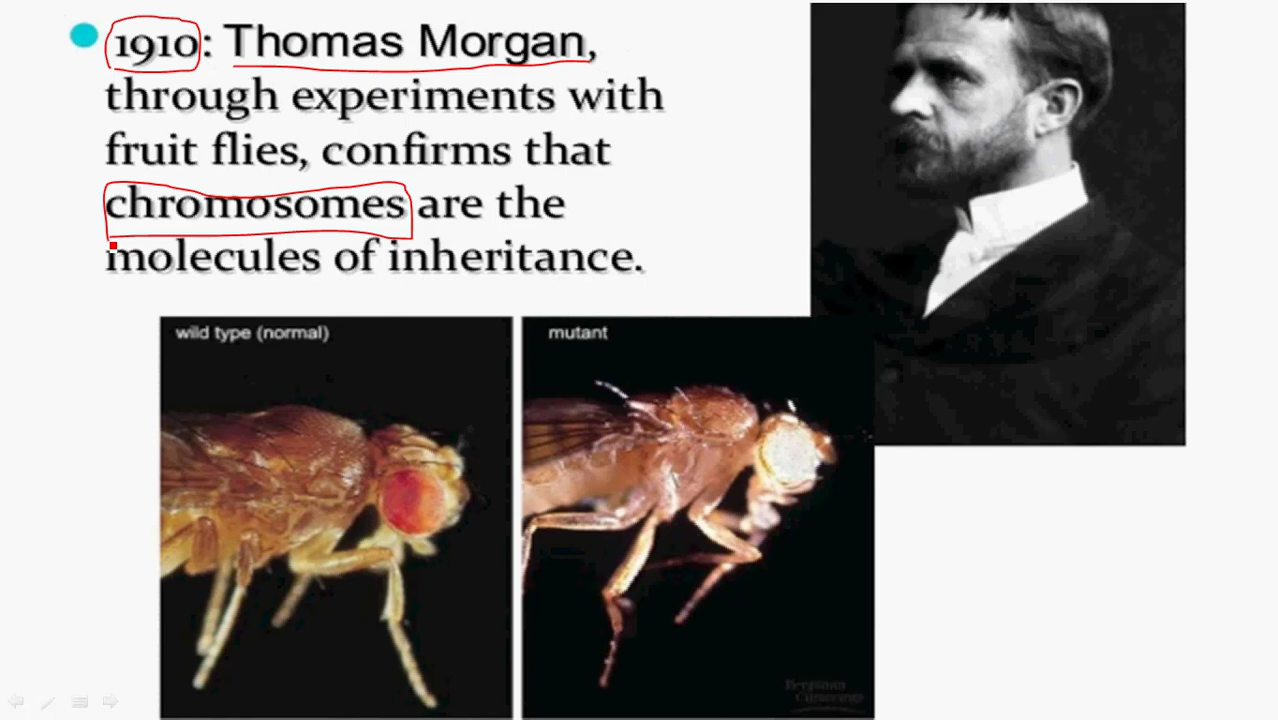 1910: Thomas Morgan,
through experiments with
fruit flies, confirms that
chromosomes are the
molecules of inheritance.
wild type (normal)
mutant